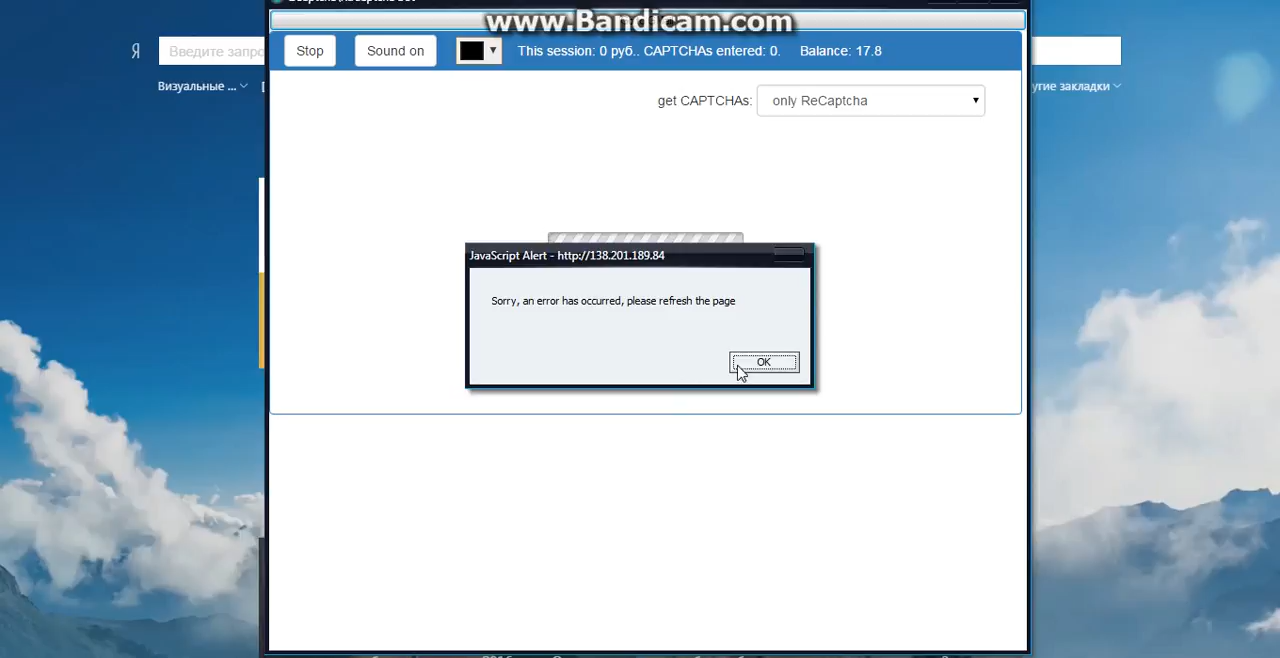 www.Bandicam.com
Stop
Sound on
This session: 0 руб.. CAPTCHAs entered: 0. Balance: 17.8
Я
Введите запро
Визуальные ...
угие закладки
get CAPTCHAs:
only ReCaptcha
JavaScript Alert - http://138.201.189.84
Sorry, an error has occurred, please refresh the page
OK